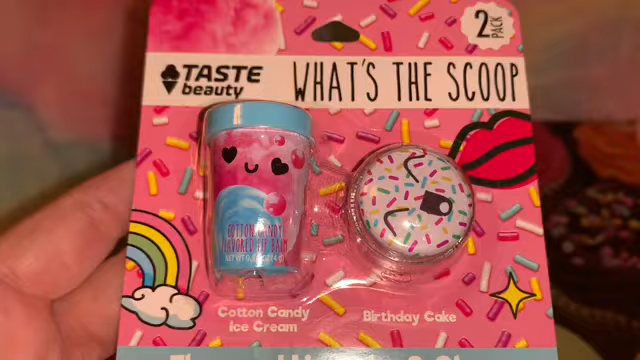 2
PACK
TASTE
beauty
WHAT'S THE SCOOP
COTTON CANDY
FLAVORED LIP BALM
Cotton Candy
Ice Cream
Birthday Cake